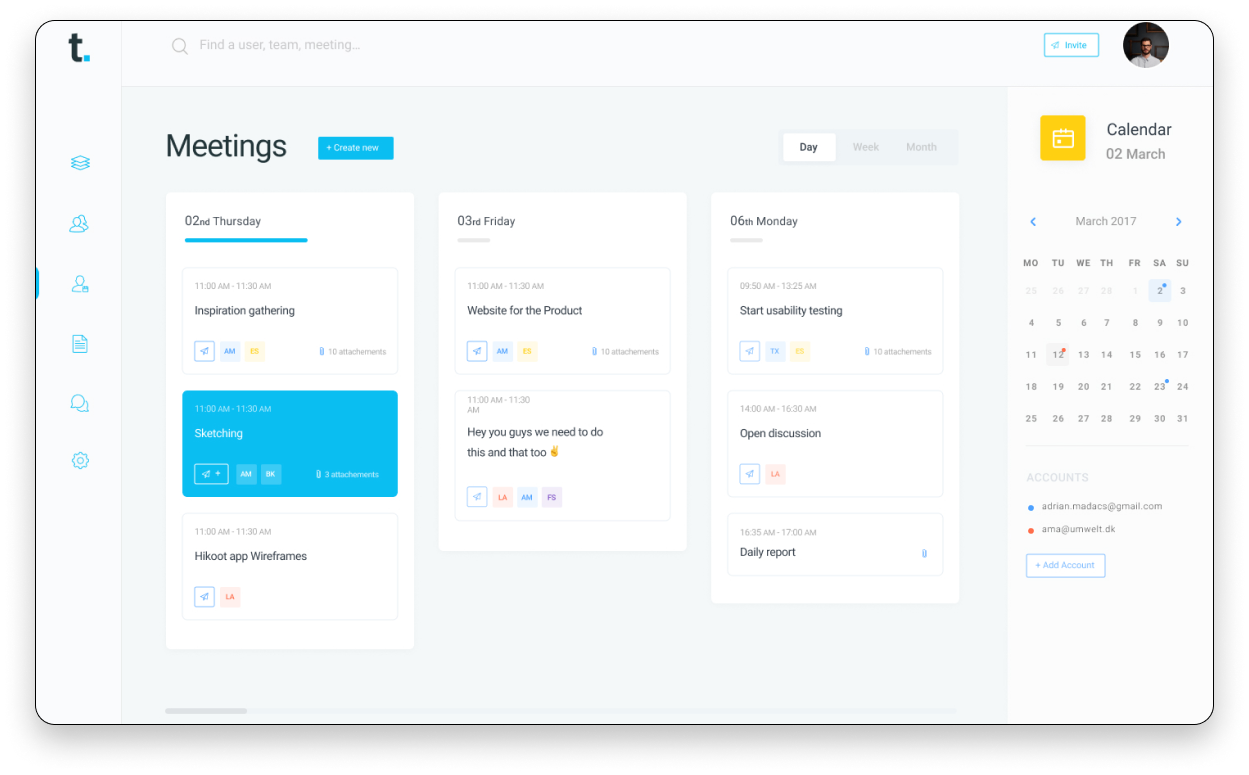 t.
Find a user, team, meeting...
Invite
Meetings
+ Create new
Day Week Month
02nd Thursday
11:00 AM - 11:30 AM
Inspiration gathering
AM ES 10 attachements
11:00 AM - 11:30 AM
Sketching
+ AM BK 3 attachements
11:00 AM - 11:30 AM
Hikoot app Wireframes
LA
03rd Friday
11:00 AM - 11:30 AM
Website for the Product
AM ES 10 attachements
11:00 AM - 11:30
AM
Hey you guys we need to do
this and that too ✌️
LA AM FS
06th Monday
09:50 AM - 13:25 AM
Start usability testing
TX ES 10 attachements
14:00 AM - 16:30 AM
Open discussion
LA
16:35 AM - 17:00 AM
Daily report
Calendar
02 March
March 2017
MO TU WE TH FR SA SU
25 26 27 28 1 2 3
4 5 6 7 8 9 10
11 12 13 14 15 16 17
18 19 20 21 22 23 24
25 26 27 28 29 30 31
ACCOUNTS
adrian.madacs@gmail.com
ama@umwelt.dk
+ Add Account